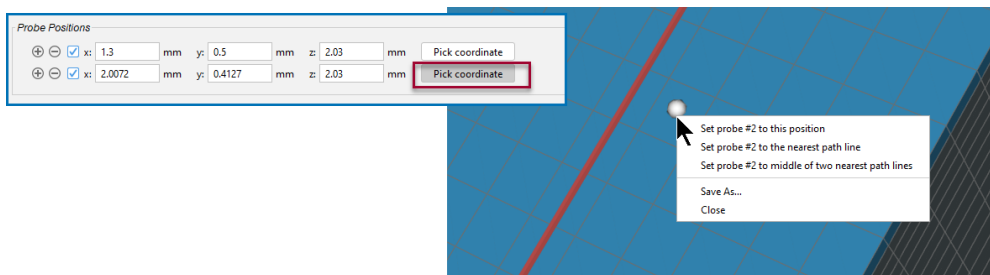 Probe Positions
x: 1.3 mm y: 0.5 mm z: 2.03 mm Pick coordinate
x: 2.0072 mm y: 0.4127 mm z: 2.03 mm Pick coordinate
Set probe #2 to this position
Set probe #2 to the nearest path line
Set probe #2 to middle of two nearest path lines
Save As...
Close